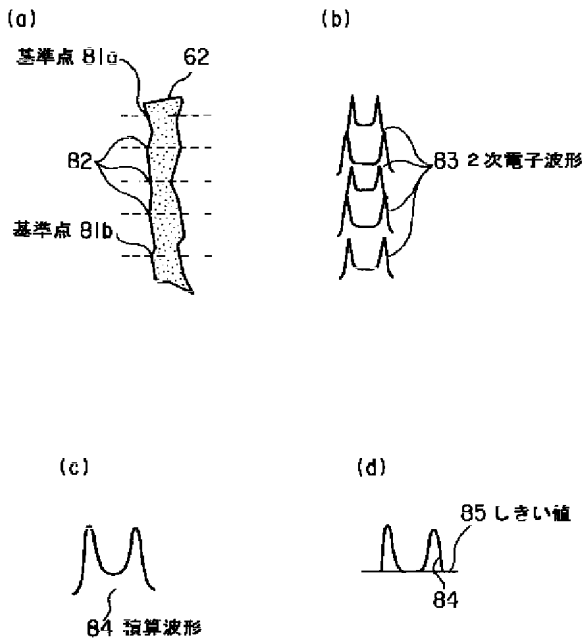 (a)
基準点 81a
62
82
基準点 81b
(b)
83 2次電子波形
(c)
84 積算波形
(d)
85 しきい値
84